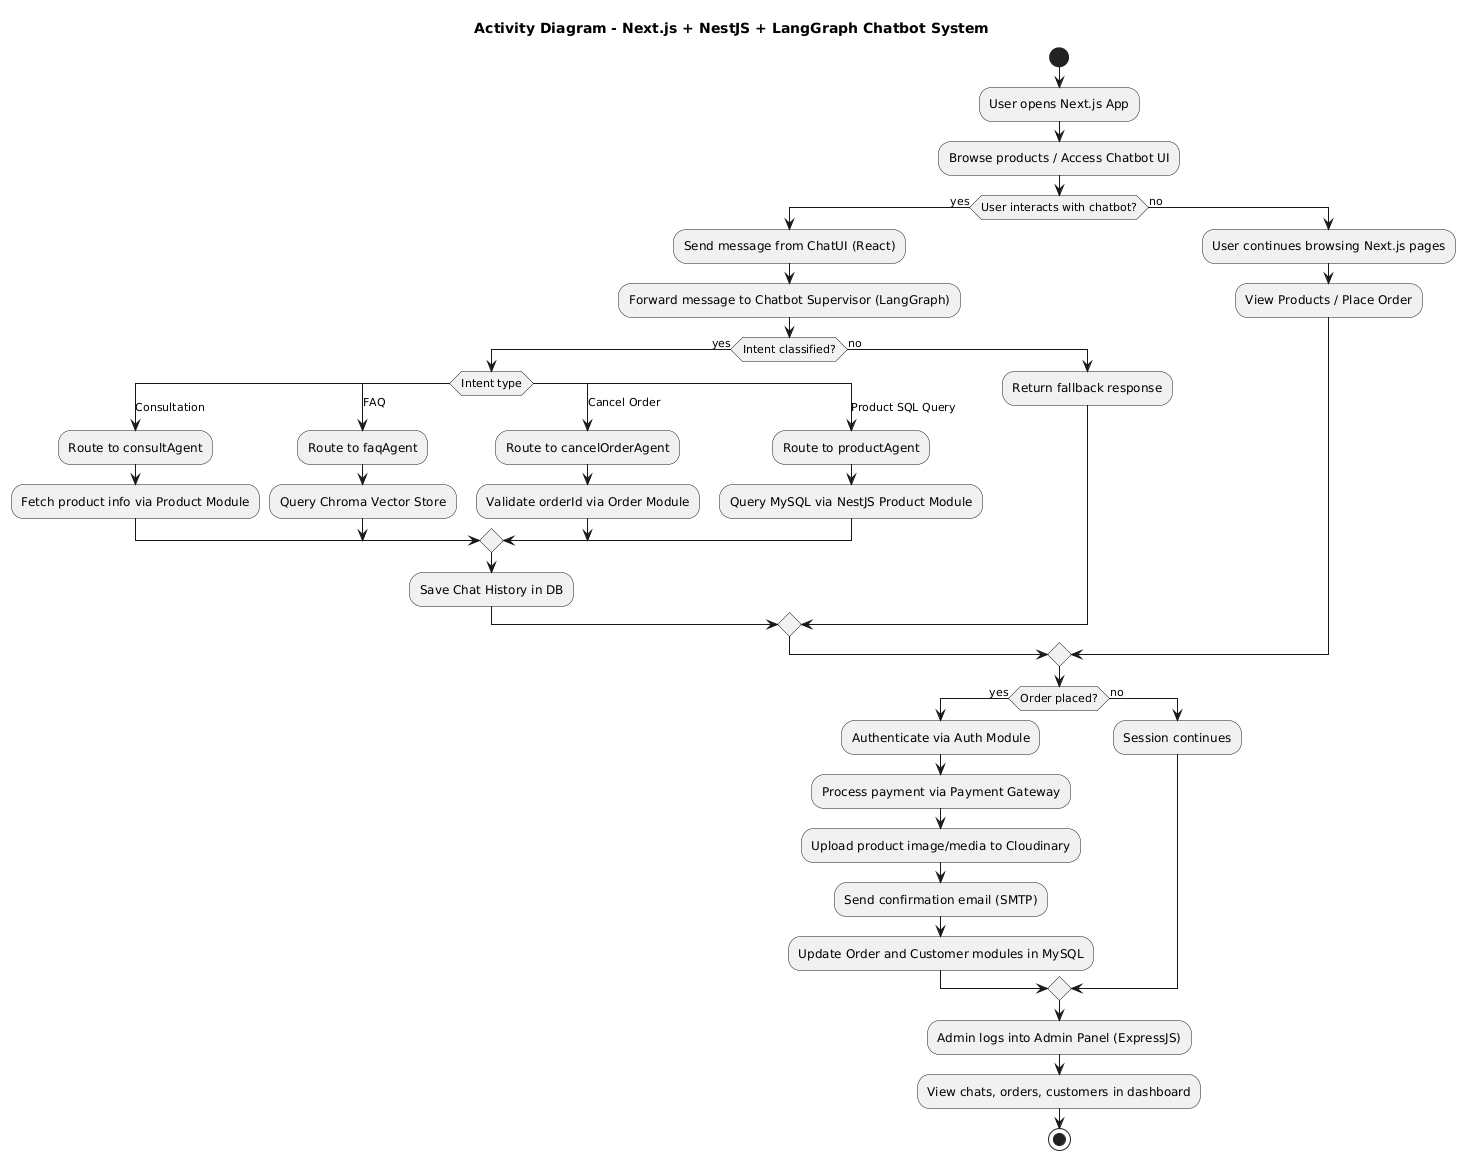 Activity Diagram - Next.js + NestJS + LangGraph Chatbot System
User opens Next.js App
Browse products / Access Chatbot UI
yes
User interacts with chatbot?
no
Send message from ChatUI (React)
User continues browsing Next.js pages
Forward message to Chatbot Supervisor (LangGraph)
View Products / Place Order
yes
Intent classified?
no
Intent type
Return fallback response
Consultation
FAQ
Cancel Order
Product SQL Query
Route to consultAgent
Route to faqAgent
Route to cancelOrderAgent
Route to productAgent
Fetch product info via Product Module
Query Chroma Vector Store
Validate orderId via Order Module
Query MySQL via NestJS Product Module
Save Chat History in DB
yes
Order placed?
no
Authenticate via Auth Module
Session continues
Process payment via Payment Gateway
Upload product image/media to Cloudinary
Send confirmation email (SMTP)
Update Order and Customer modules in MySQL
Admin logs into Admin Panel (ExpressJS)
View chats, orders, customers in dashboard